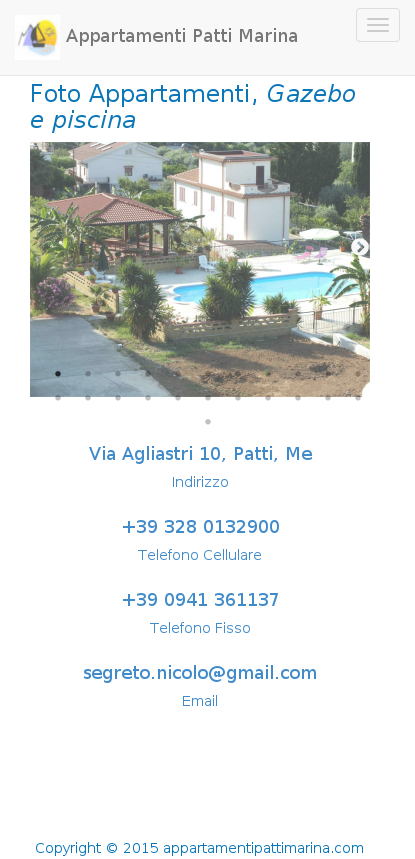 Appartamenti Patti Marina
Foto Appartamenti, Gazebo
e piscina
Via Agliastri 10, Patti, Me
Indirizzo
+39 328 0132900
Telefono Cellulare
+39 0941 361137
Telefono Fisso
segreto.nicolo@gmail.com
Email
Copyright © 2015 appartamentipattimarina.com